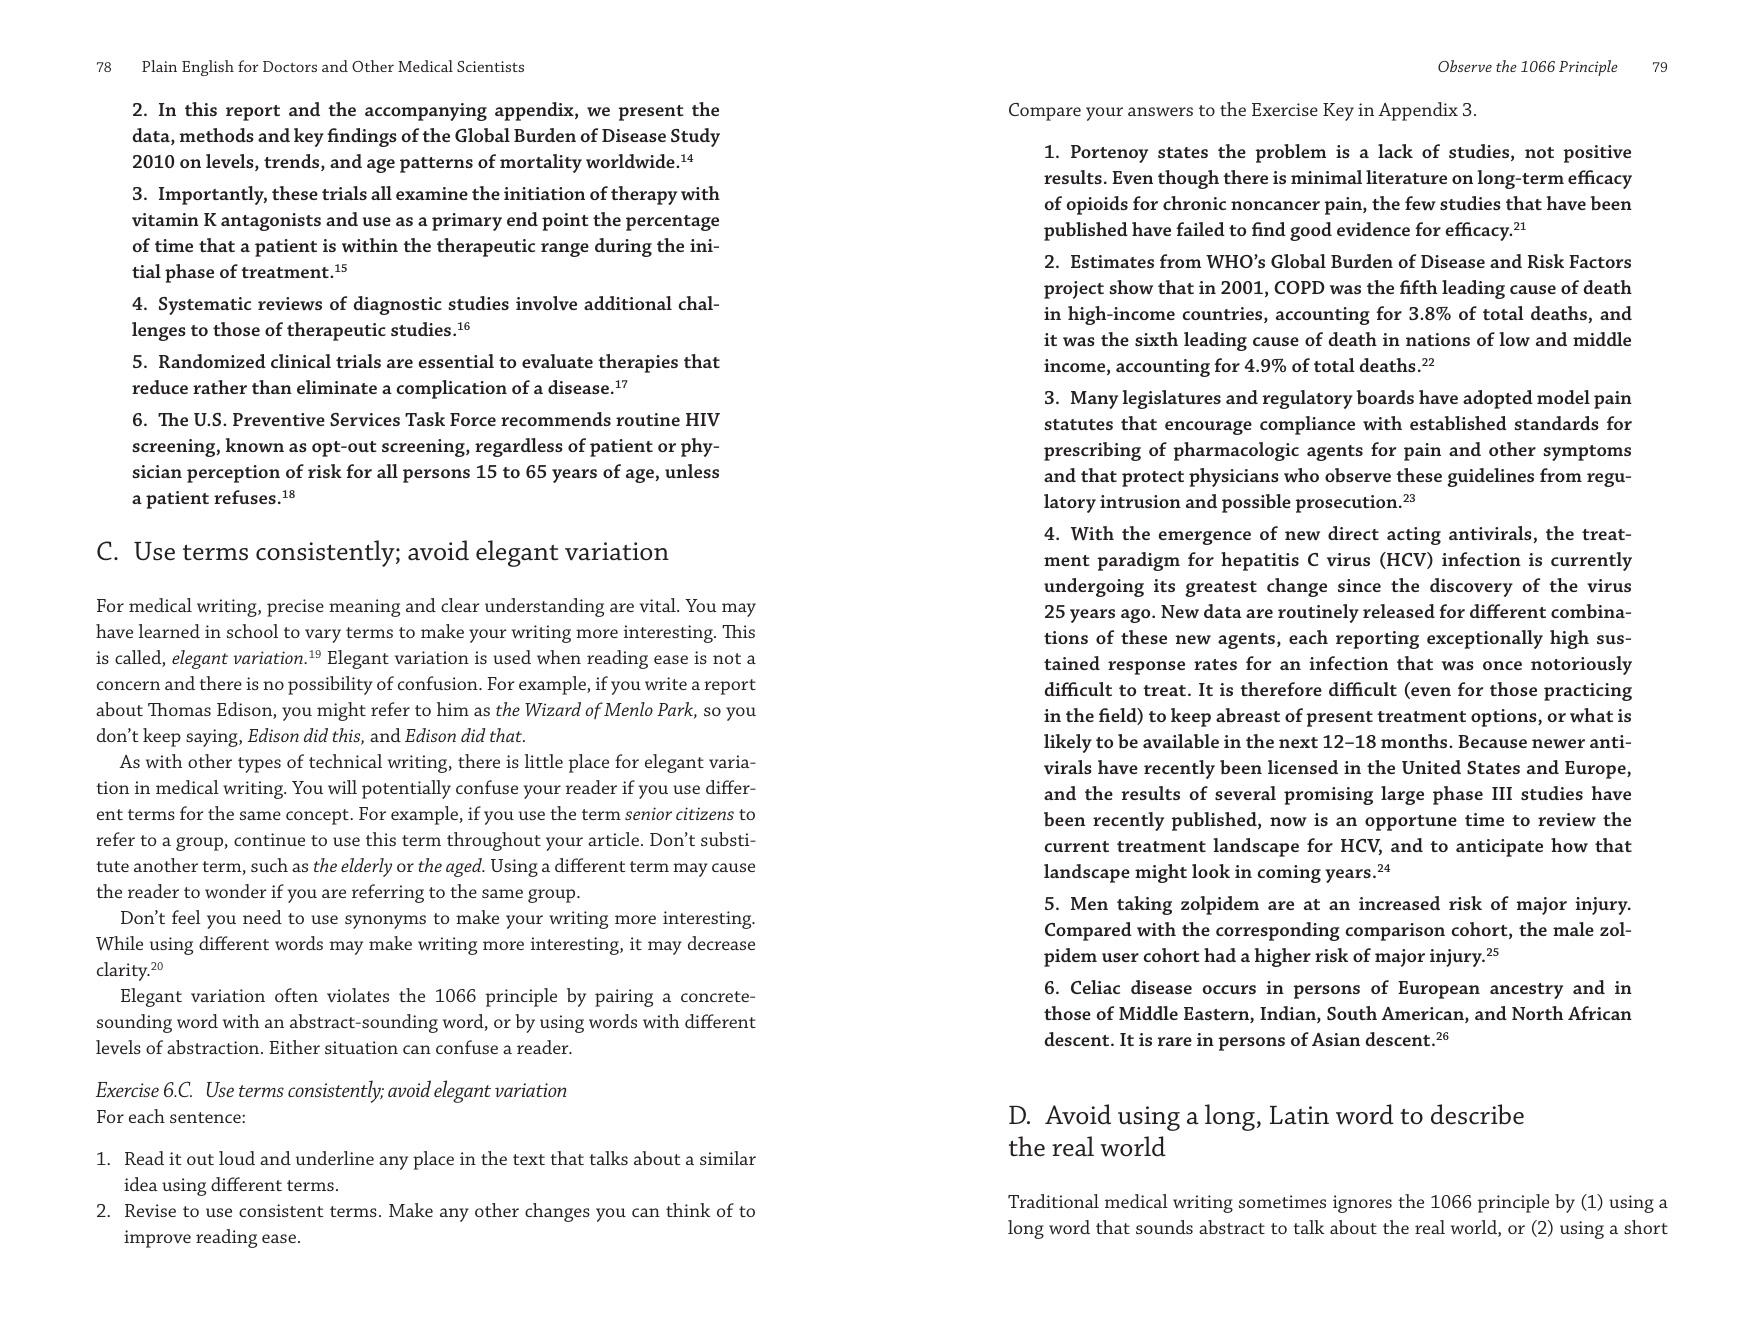 78 Plain English for Doctors and Other Medical Scientists
2. In this report and the accompanying appendix, we present the
data, methods and key findings of the Global Burden of Disease Study
2010 on levels, trends, and age patterns of mortality worldwide.14
3. Importantly, these trials all examine the initiation of therapy with
vitamin K antagonists and use as a primary end point the percentage
of time that a patient is within the therapeutic range during the ini-
tial phase of treatment.15
4. Systematic reviews of diagnostic studies involve additional chal-
lenges to those of therapeutic studies.16
5. Randomized clinical trials are essential to evaluate therapies that
reduce rather than eliminate a complication of a disease.17
6. The U.S. Preventive Services Task Force recommends routine HIV
screening, known as opt-out screening, regardless of patient or phy-
sician perception of risk for all persons 15 to 65 years of age, unless
a patient refuses.18
C. Use terms consistently; avoid elegant variation
For medical writing, precise meaning and clear understanding are vital. You may
have learned in school to vary terms to make your writing more interesting. This
is called, elegant variation.19 Elegant variation is used when reading ease is not a
concern and there is no possibility of confusion. For example, if you write a report
about Thomas Edison, you might refer to him as the Wizard of Menlo Park, so you
don’t keep saying, Edison did this, and Edison did that.
As with other types of technical writing, there is little place for elegant varia-
tion in medical writing. You will potentially confuse your reader if you use differ-
ent terms for the same concept. For example, if you use the term senior citizens to
refer to a group, continue to use this term throughout your article. Don’t substi-
tute another term, such as the elderly or the aged. Using a different term may cause
the reader to wonder if you are referring to the same group.
Don’t feel you need to use synonyms to make your writing more interesting.
While using different words may make writing more interesting, it may decrease
clarity.20
Elegant variation often violates the 1066 principle by pairing a concrete-
sounding word with an abstract-sounding word, or by using words with different
levels of abstraction. Either situation can confuse a reader.
Exercise 6.C. Use terms consistently; avoid elegant variation
For each sentence:
1. Read it out loud and underline any place in the text that talks about a similar
idea using different terms.
2. Revise to use consistent terms. Make any other changes you can think of to
improve reading ease.
Observe the 1066 Principle 79
Compare your answers to the Exercise Key in Appendix 3.
1. Portenoy states the problem is a lack of studies, not positive
results. Even though there is minimal literature on long-term efficacy
of opioids for chronic noncancer pain, the few studies that have been
published have failed to find good evidence for efficacy.21
2. Estimates from WHO’s Global Burden of Disease and Risk Factors
project show that in 2001, COPD was the fifth leading cause of death
in high-income countries, accounting for 3.8% of total deaths, and
it was the sixth leading cause of death in nations of low and middle
income, accounting for 4.9% of total deaths.22
3. Many legislatures and regulatory boards have adopted model pain
statutes that encourage compliance with established standards for
prescribing of pharmacologic agents for pain and other symptoms
and that protect physicians who observe these guidelines from regu-
latory intrusion and possible prosecution.23
4. With the emergence of new direct acting antivirals, the treat-
ment paradigm for hepatitis C virus (HCV) infection is currently
undergoing its greatest change since the discovery of the virus
25 years ago. New data are routinely released for different combina-
tions of these new agents, each reporting exceptionally high sus-
tained response rates for an infection that was once notoriously
difficult to treat. It is therefore difficult (even for those practicing
in the field) to keep abreast of present treatment options, or what is
likely to be available in the next 12–18 months. Because newer anti-
virals have recently been licensed in the United States and Europe,
and the results of several promising large phase III studies have
been recently published, now is an opportune time to review the
current treatment landscape for HCV, and to anticipate how that
landscape might look in coming years.24
5. Men taking zolpidem are at an increased risk of major injury.
Compared with the corresponding comparison cohort, the male zol-
pidem user cohort had a higher risk of major injury.25
6. Celiac disease occurs in persons of European ancestry and in
those of Middle Eastern, Indian, South American, and North African
descent. It is rare in persons of Asian descent.26
D. Avoid using a long, Latin word to describe
the real world
Traditional medical writing sometimes ignores the 1066 principle by (1) using a
long word that sounds abstract to talk about the real world, or (2) using a short